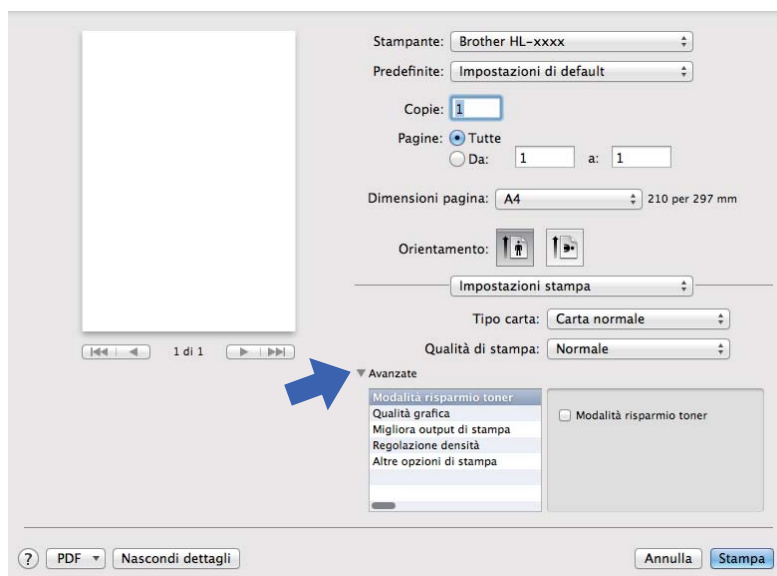 Stampante: Brother HL-xxxx
Predefinite: Impostazioni di default
Copie: 1
Pagine: Tutte
Da: 1 a: 1
Dimensioni pagina: A4 210 per 297 mm
Orientamento:
Impostazioni stampa
Tipo carta: Carta normale
1 di 1
Qualità di stampa: Normale
Avanzate
Modalità risparmio toner
Qualità grafica
Migliora output di stampa
Regolazione densità
Altre opzioni di stampa
Modalità risparmio toner
? PDF Nascondi dettagli Annulla Stampa